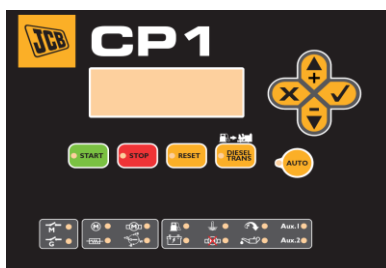 JCB
CP1
+
START
STOP
RESET
DIESEL
TRANS
AUTO
M
M
M
Aux.1
G
Aux.2